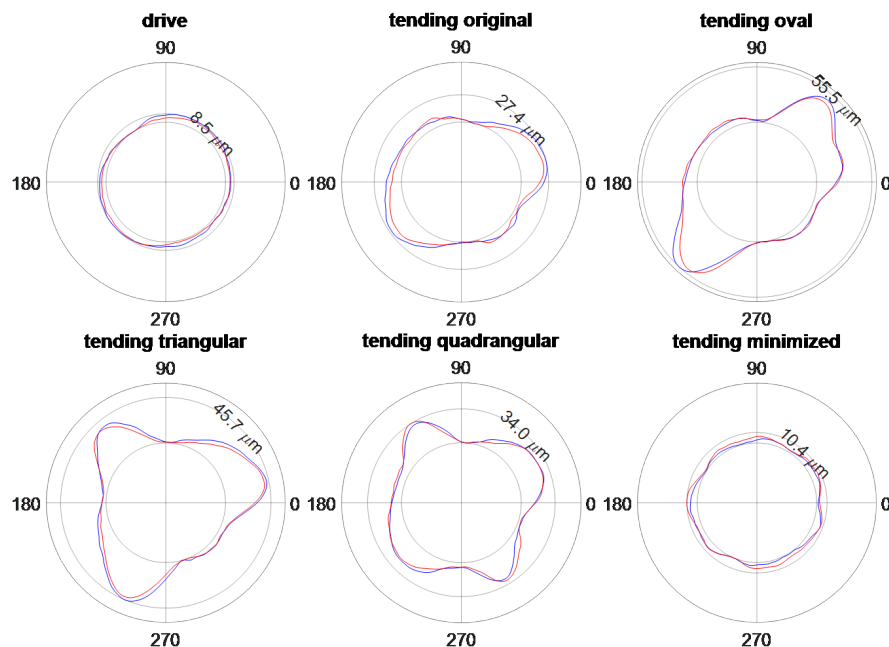 drive
90
8.5 μm
180
0
270
tending original
90
27.4 μm
180
0
270
tending oval
90
55.5 μm
180
0
270
tending triangular
90
45.7 μm
180
0
270
tending quadrangular
90
34.0 μm
180
0
270
tending minimized
90
10.4 μm
180
0
270